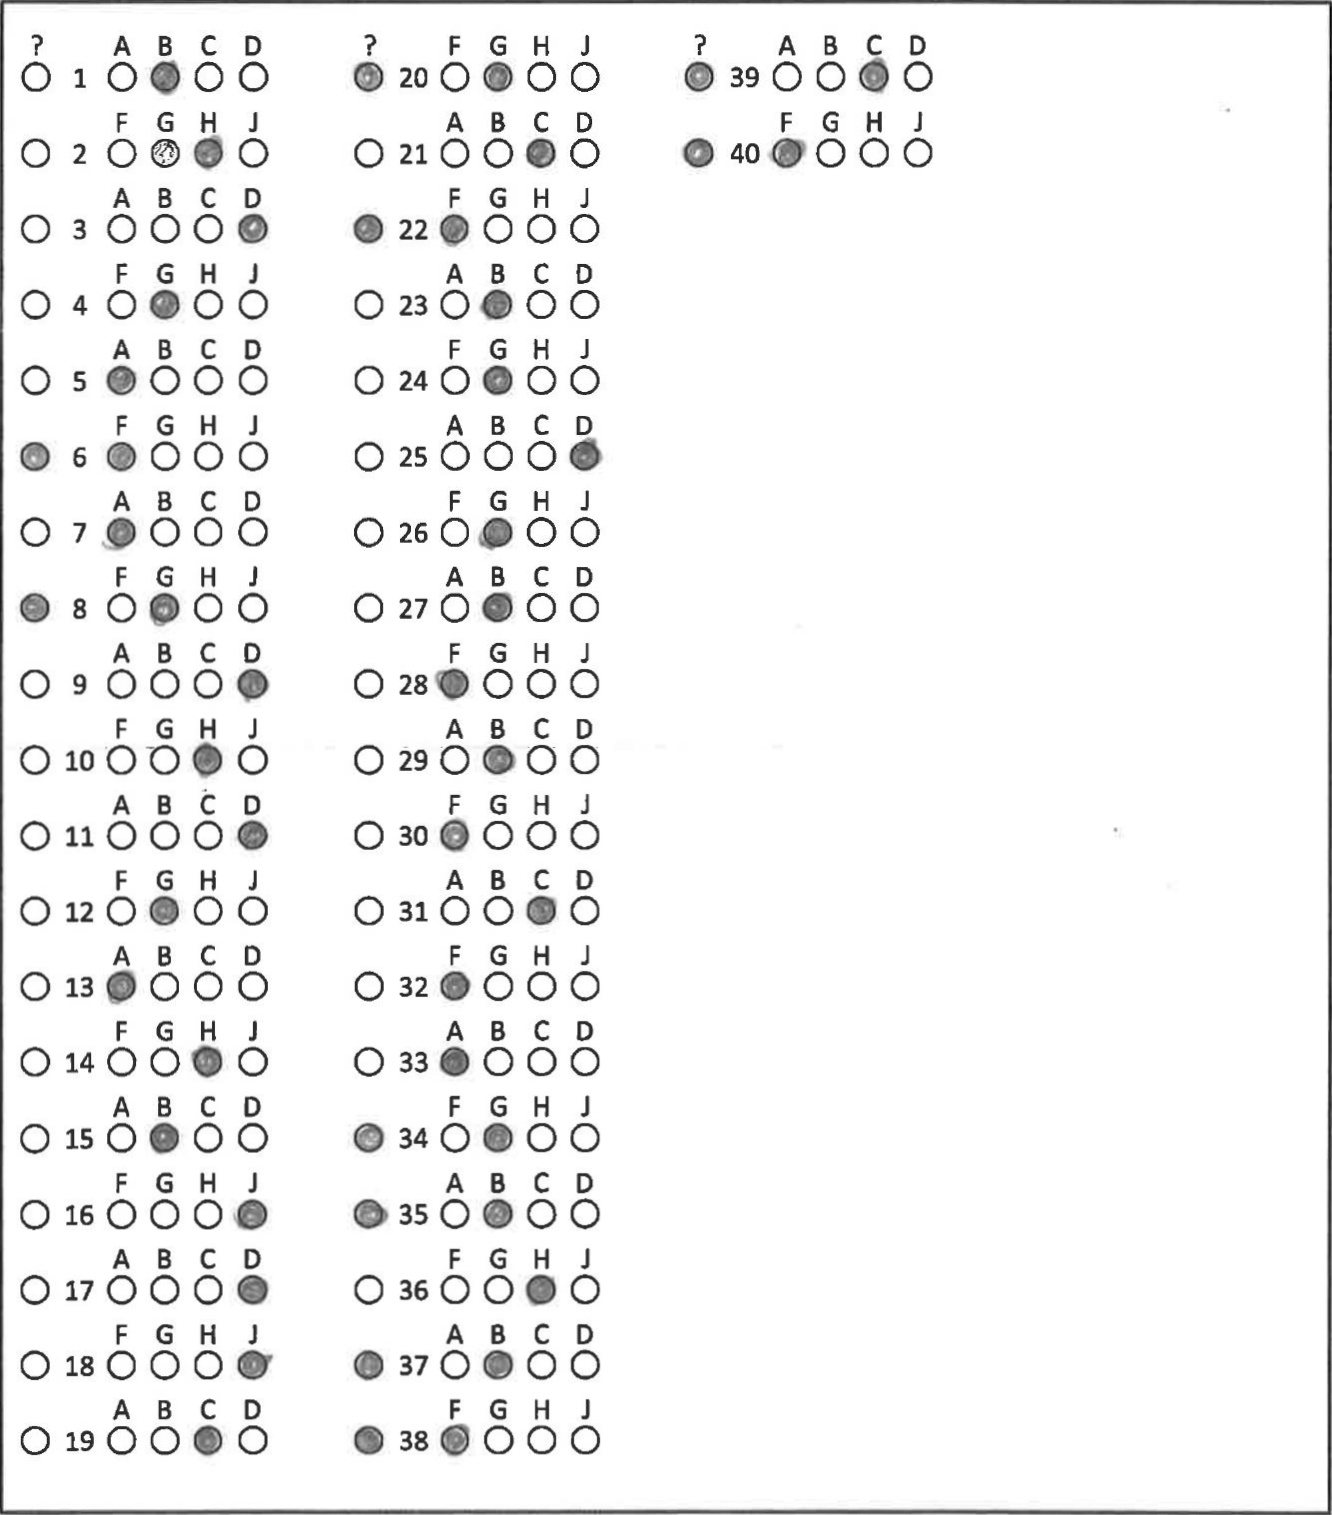 ? A B C D
1
F G H J
2
A B C D
3
F G H J
4
A B C D
5
F G H J
6
A B C D
7
F G H J
8
A B C D
9
F G H J
10
A B C D
11
F G H J
12
A B C D
13
F G H J
14
A B C D
15
F G H J
16
A B C D
17
F G H J
18
A B C D
19
? F G H J
20
A B C D
21
F G H J
22
A B C D
23
F G H J
24
A B C D
25
F G H J
26
A B C D
27
F G H J
28
A B C D
29
F G H J
30
A B C D
31
F G H J
32
A B C D
33
F G H J
34
A B C D
35
F G H J
36
A B C D
37
F G H J
38
? A B C D
39
F G H J
40